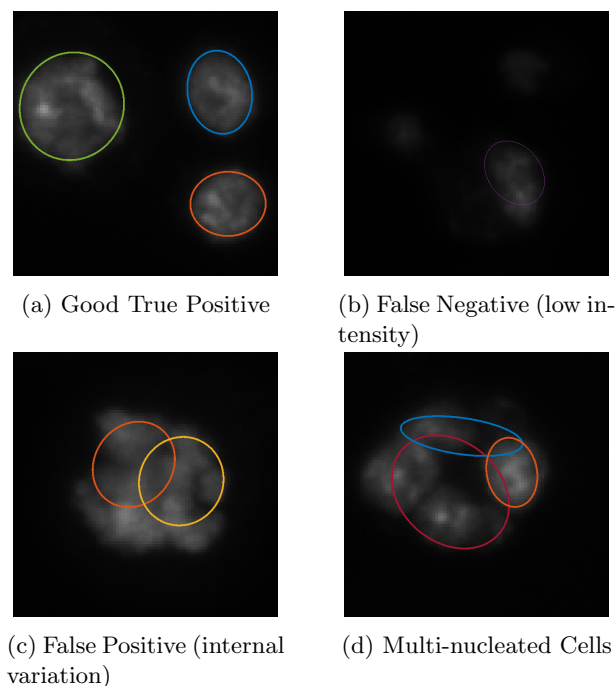 (a) Good True Positive
(b) False Negative (low in-
tensity)
(c) False Positive (internal
variation)
(d) Multi-nucleated Cells